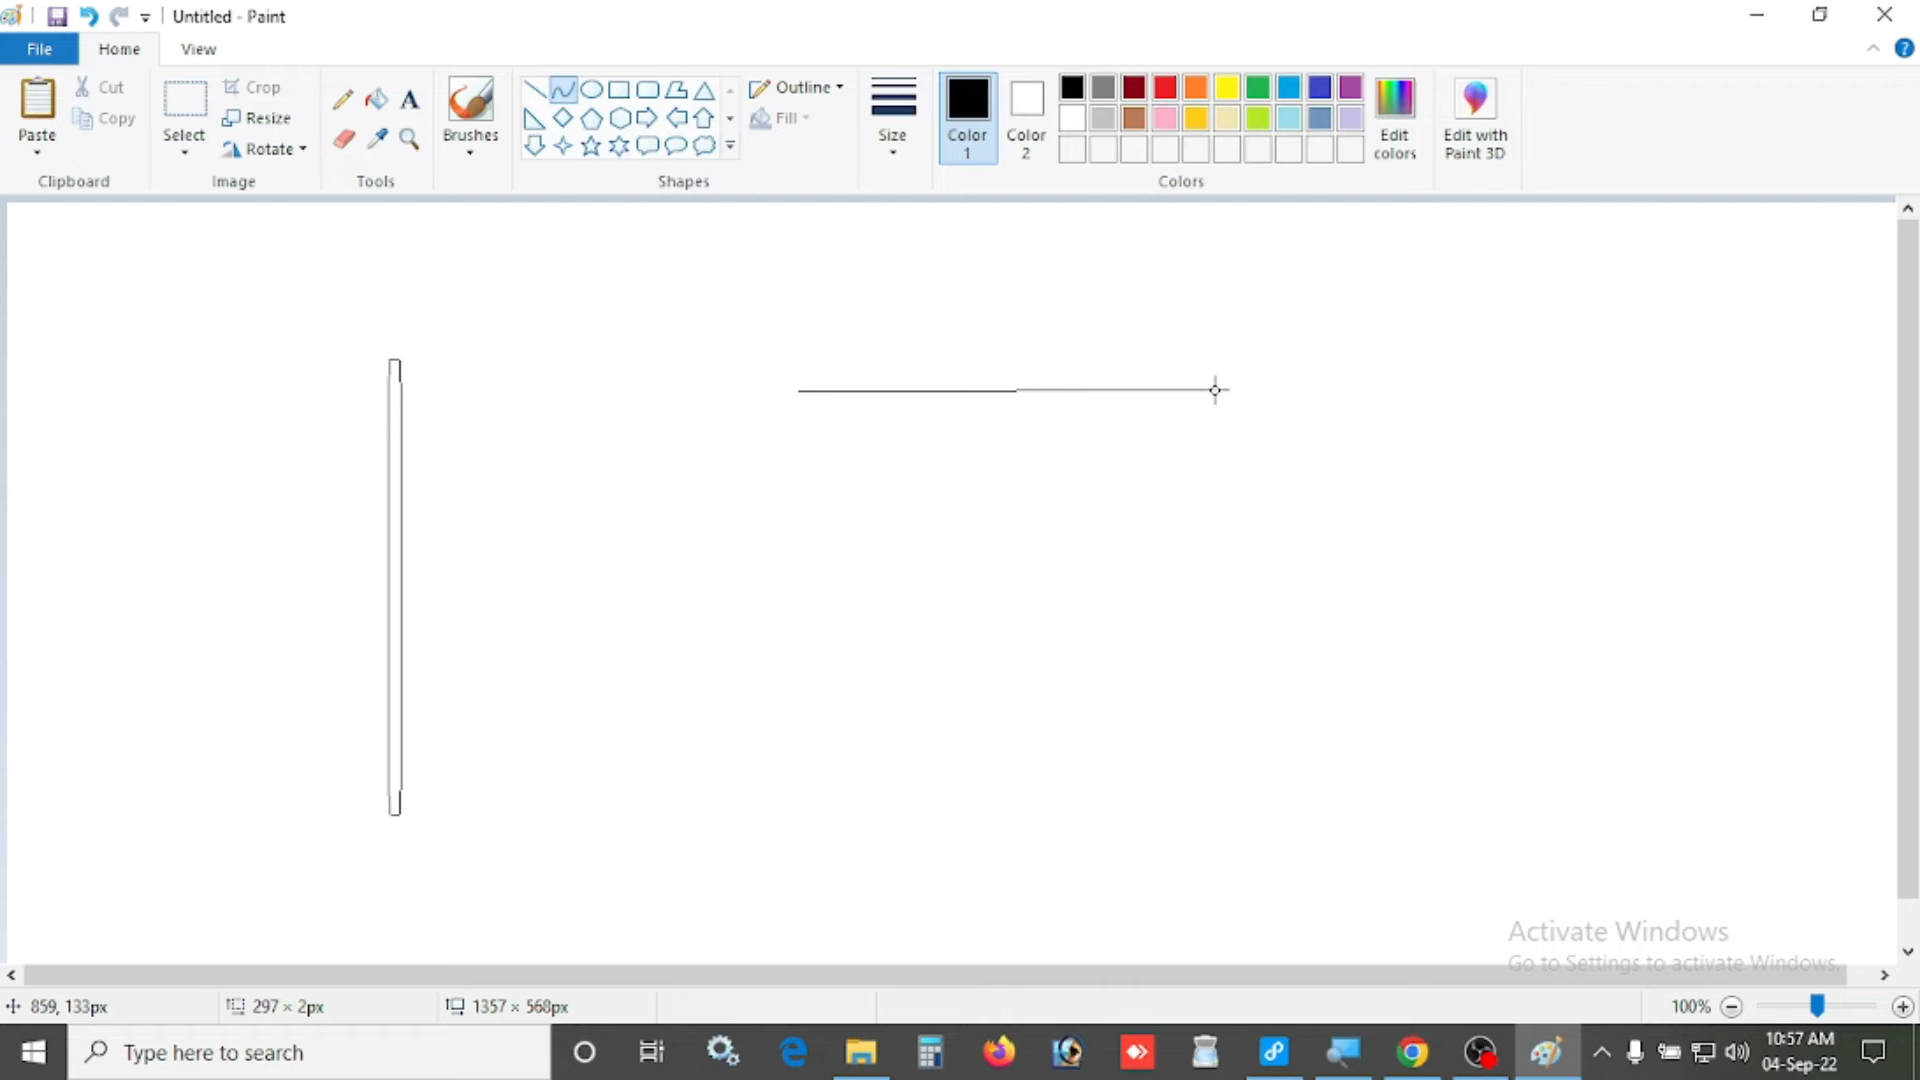 Untitled - Paint
File Home View
Paste
Cut
Copy
Clipboard
Select
Crop
Resize
Rotate
Image
A
Tools
Brushes
Outline
Fill
Shapes
Size
Color 1
Color 2
Edit colors
Colors
Edit with Paint 3D
Activate Windows
Go to Settings to activate Windows.
859, 133px 297 × 2px 1357 × 568px 100%
Type here to search
10:57 AM
04-Sep-22